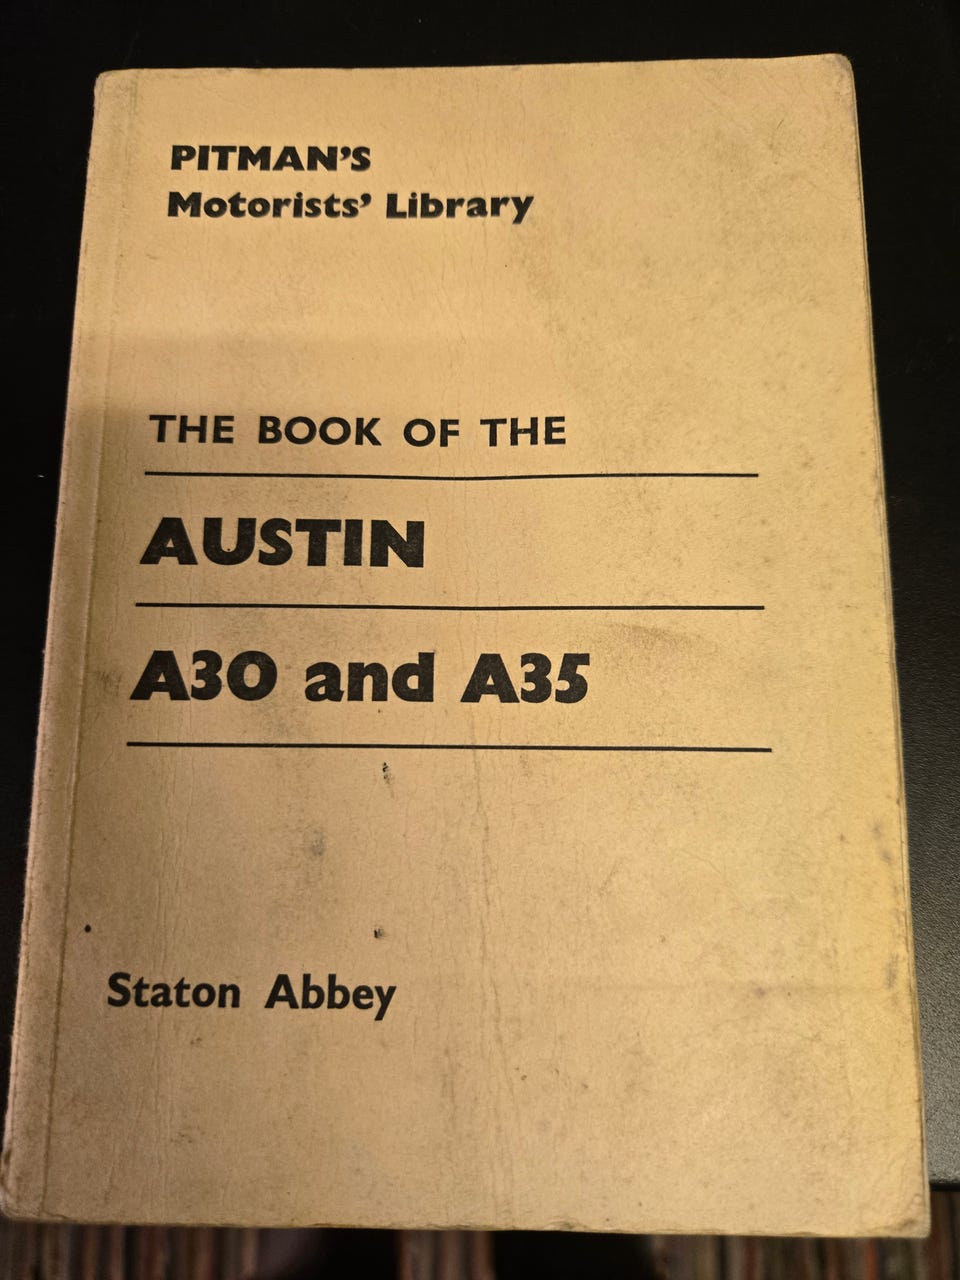 PITMAN'S
Motorists' Library
THE BOOK OF THE
AUSTIN
A30 and A35
Staton Abbey